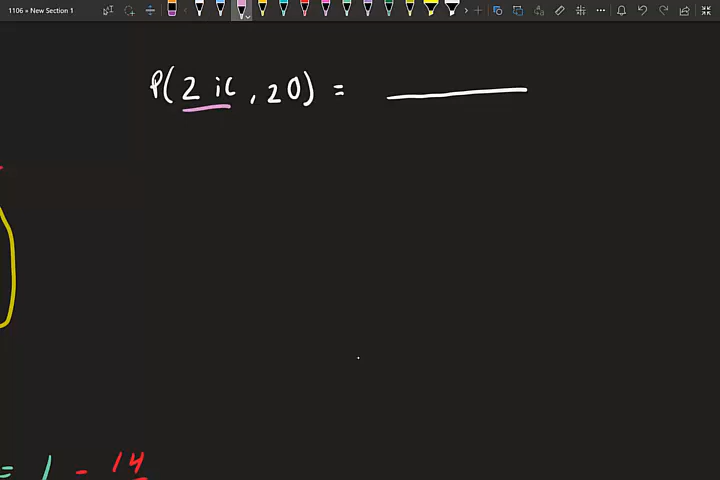 1106 » New Section 1
P(2 ic, 20) =
= 1 - 14